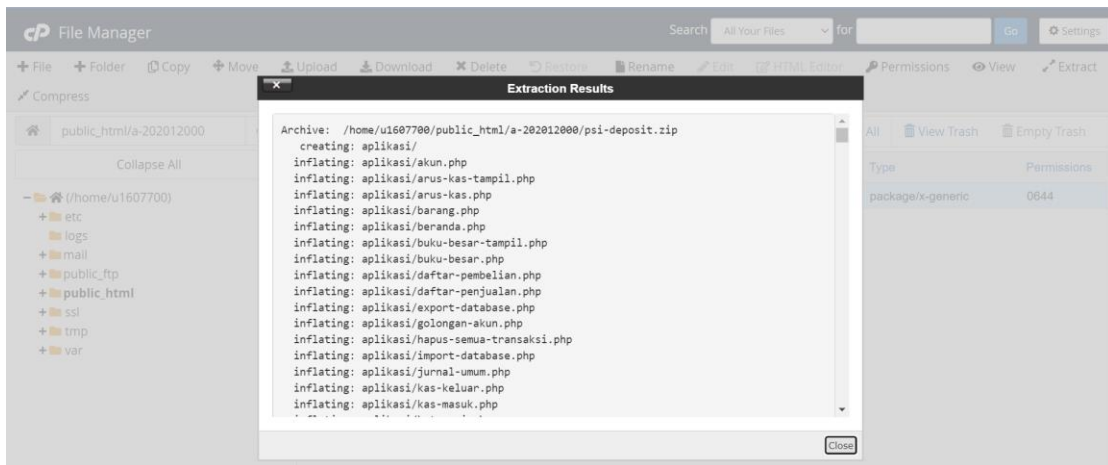 cP File Manager
Search All Your Files for Go Settings
File Folder Copy Move Upload Download Delete Restore Rename Edit HTML Editor Permissions View Extract
Compress
Extraction Results
public_html/a-202012000
All View Trash Empty Trash
Collapse All
Type Permissions
package/x-generic 0644
(/home/u1607700)
etc
logs
mail
public_ftp
public_html
ssl
tmp
var
Archive: /home/u1607700/public_html/a-202012000/psi-deposit.zip
creating: aplikasi/
inflating: aplikasi/akun.php
inflating: aplikasi/arus-kas-tampil.php
inflating: aplikasi/arus-kas.php
inflating: aplikasi/barang.php
inflating: aplikasi/beranda.php
inflating: aplikasi/buku-besar-tampil.php
inflating: aplikasi/buku-besar.php
inflating: aplikasi/daftar-pembelian.php
inflating: aplikasi/daftar-penjualan.php
inflating: aplikasi/export-database.php
inflating: aplikasi/golongan-akun.php
inflating: aplikasi/hapus-semua-transaksi.php
inflating: aplikasi/import-database.php
inflating: aplikasi/jurnal-umum.php
inflating: aplikasi/kas-keluar.php
inflating: aplikasi/kas-masuk.php
Close